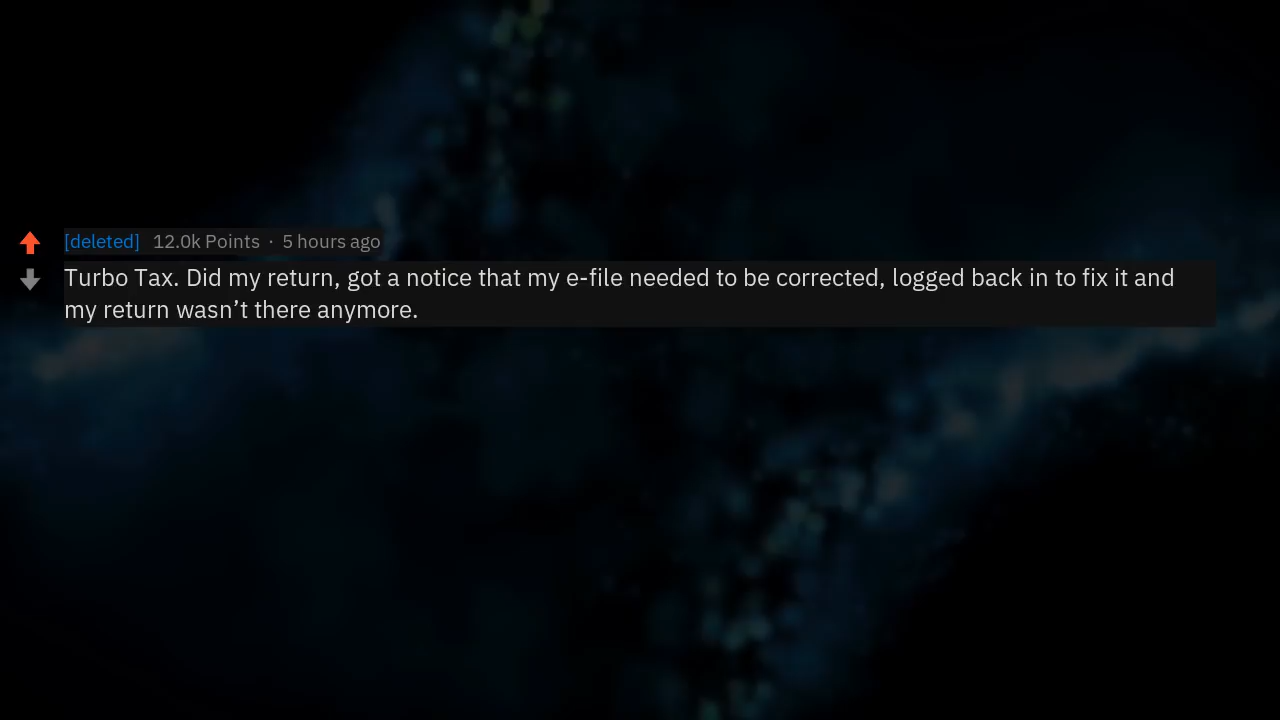 [deleted] 12.0k Points · 5 hours ago
Turbo Tax. Did my return, got a notice that my e-file needed to be corrected, logged back in to fix it and
my return wasn’t there anymore.